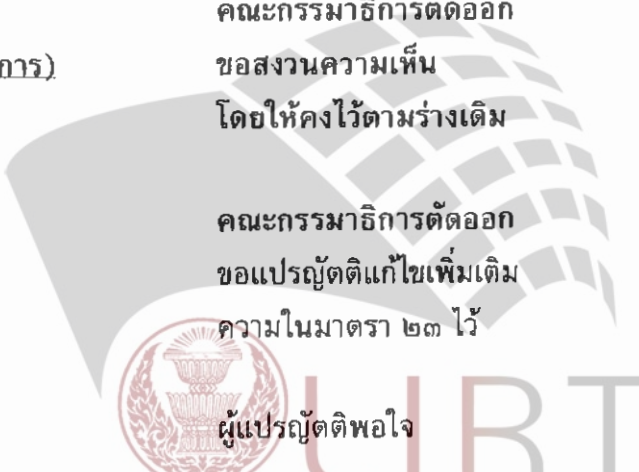 คณะกรรมาธิการตัดออก
การ) ขอสงวนความเห็น
โดยให้คงไว้ตามร่างเดิม
คณะกรรมาธิการตัดออก
ขอแปรญัตติแก้ไขเพิ่มเติม
ความในมาตรา ๒๓ ไว้
ผู้แปรญัตติพอใจ